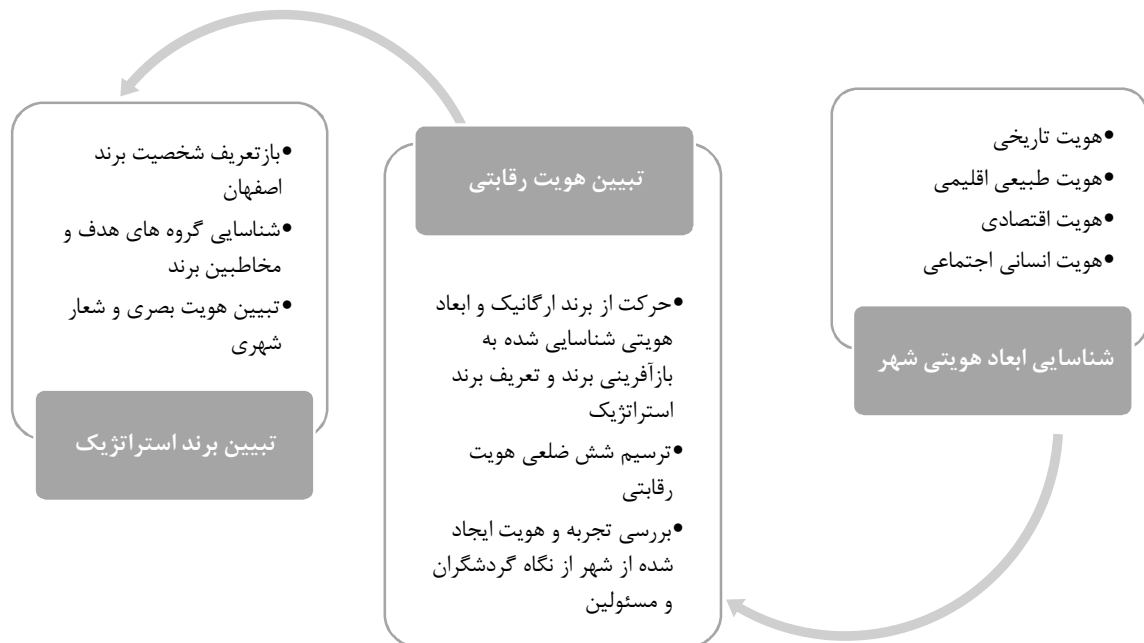 •هویت تاریخی
•هویت طبیعی اقلیمی
•هویت اقتصادی
•هویت انسانی اجتماعی
شناسایی ابعاد هویتی شهر
تبیین هویت رقابتی
•حرکت از برند ارگانیک و ابعاد
هویتی شناسایی شده به
بازآفرینی برند و تعریف برند
استراتژیک
•ترسیم شش ضلعی هویت
رقابتی
•بررسی تجربه و هویت ایجاد
شده از شهر از نگاه گردشگران
و مسئولین
•بازتعریف شخصیت برند
اصفهان
•شناسایی گروه های هدف و
مخاطبین برند
•تبیین هویت بصری و شعار
شهری
تبیین برند استراتژیک